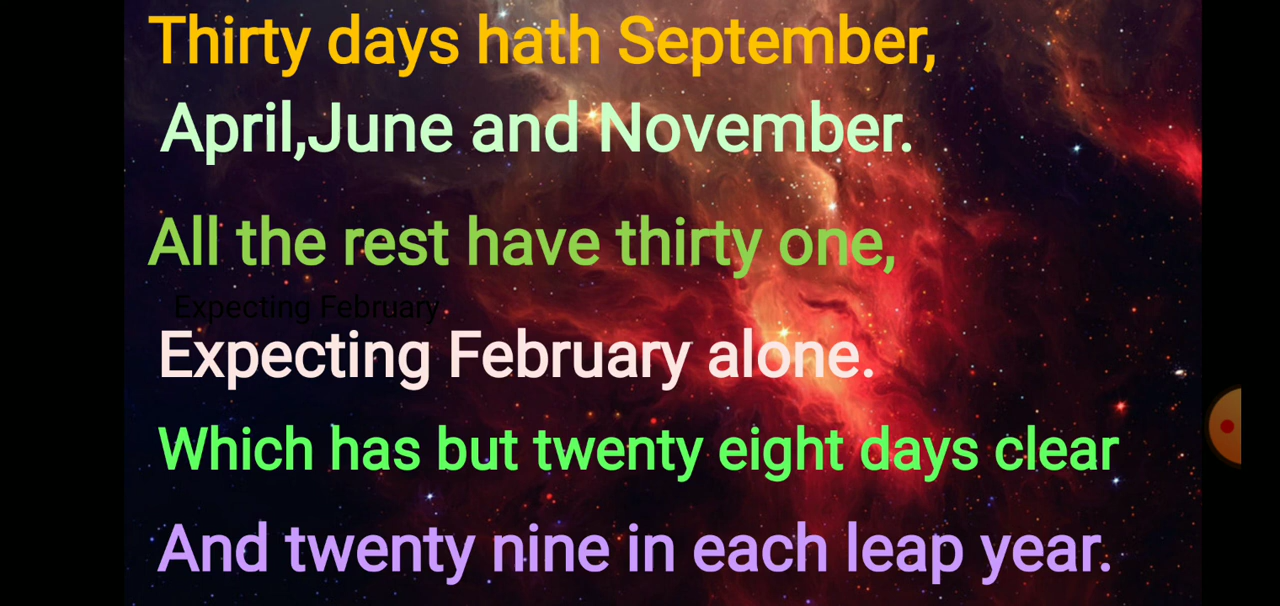 Thirty days hath September,
April,June and November.
All the rest have thirty one,
Expecting February
Expecting February alone.
Which has but twenty eight days clear
And twenty nine in each leap year.